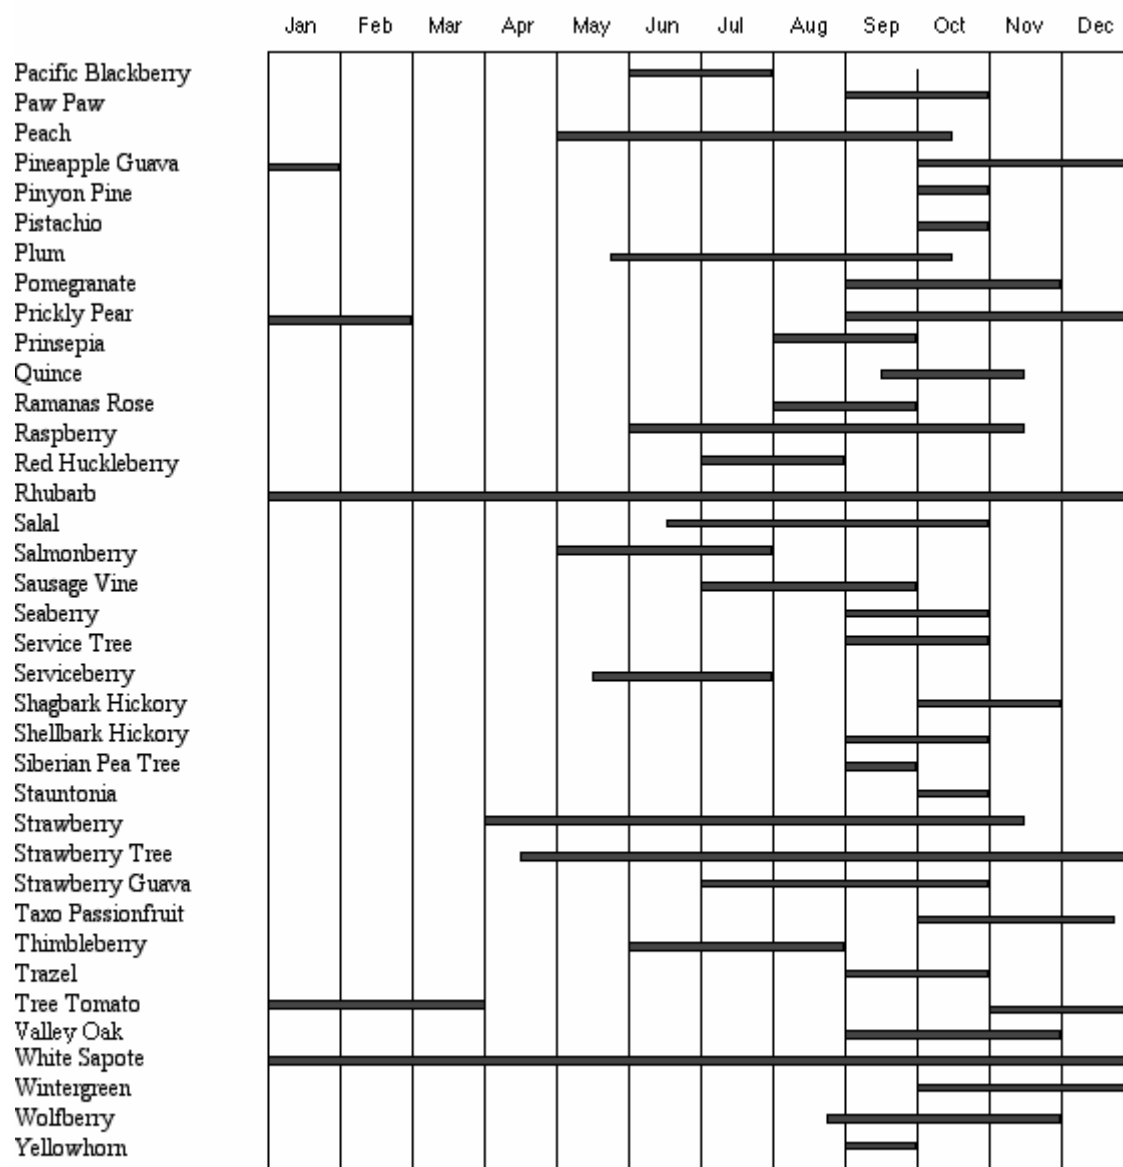 Jan Feb Mar Apr May Jun Jul Aug Sep Oct Nov Dec
Pacific Blackberry
Paw Paw
Peach
Pineapple Guava
Pinyon Pine
Pistachio
Plum
Pomegranate
Prickly Pear
Prinsepia
Quince
Ramanas Rose
Raspberry
Red Huckleberry
Rhubarb
Salal
Salmonberry
Sausage Vine
Seaberry
Service Tree
Serviceberry
Shagbark Hickory
Shellbark Hickory
Siberian Pea Tree
Stauntonia
Strawberry
Strawberry Tree
Strawberry Guava
Taxo Passionfruit
Thimbleberry
Trazel
Tree Tomato
Valley Oak
White Sapote
Wintergreen
Wolfberry
Yellowhorn